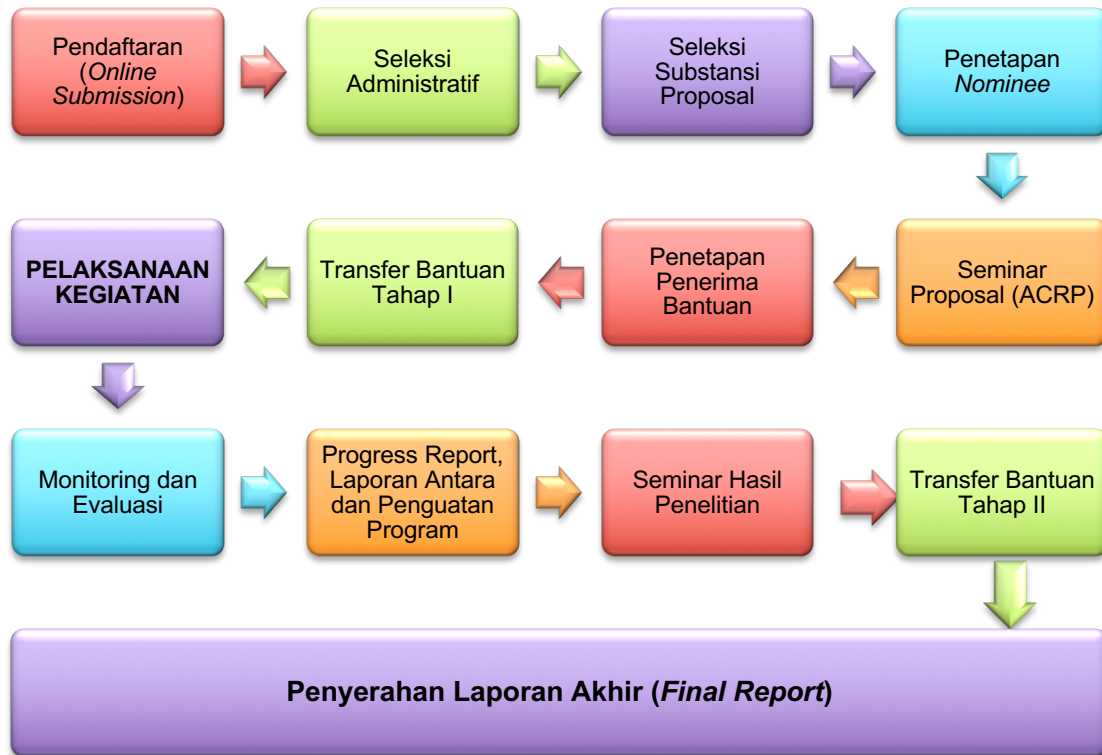 Pendaftaran
(Online
Submission)
Seleksi
Administratif
Seleksi
Substansi
Proposal
Penetapan
Nominee
Seminar
Proposal (ACRP)
Penetapan
Penerima
Bantuan
Transfer Bantuan
Tahap I
PELAKSANAAN
KEGIATAN
Monitoring dan
Evaluasi
Progress Report,
Laporan Antara
dan Penguatan
Program
Seminar Hasil
Penelitian
Transfer Bantuan
Tahap II
Penyerahan Laporan Akhir (Final Report)